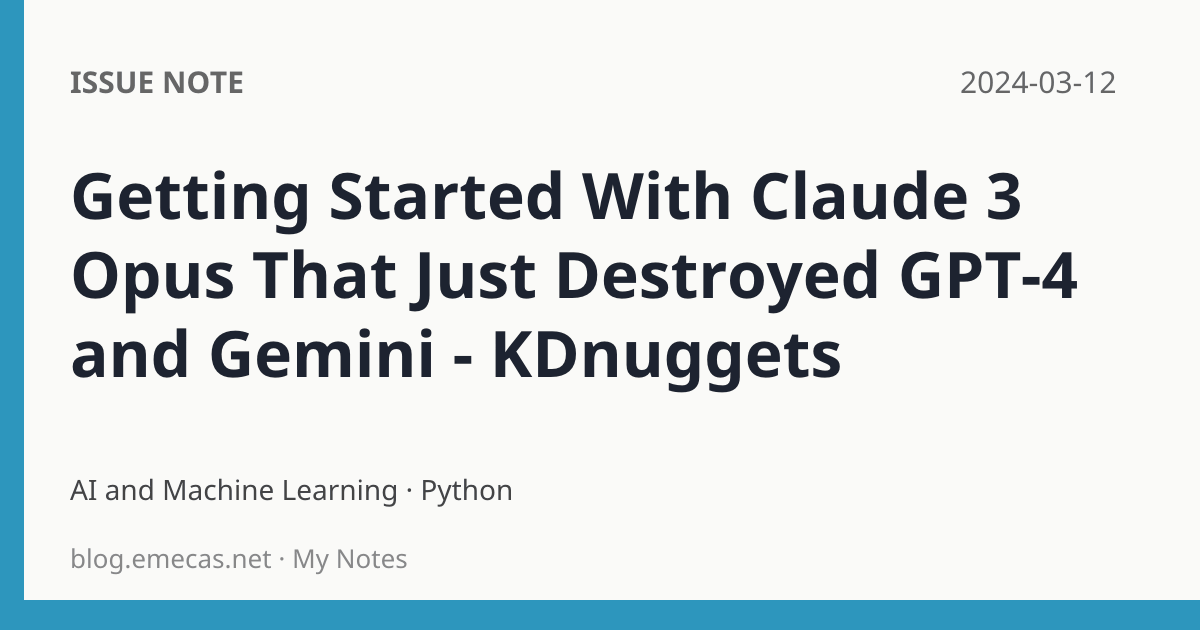 ISSUE NOTE
2024-03-12
Getting Started With Claude 3
Opus That Just Destroyed GPT-4
and Gemini - KDnuggets
AI and Machine Learning · Python
blog.emecas.net · My Notes